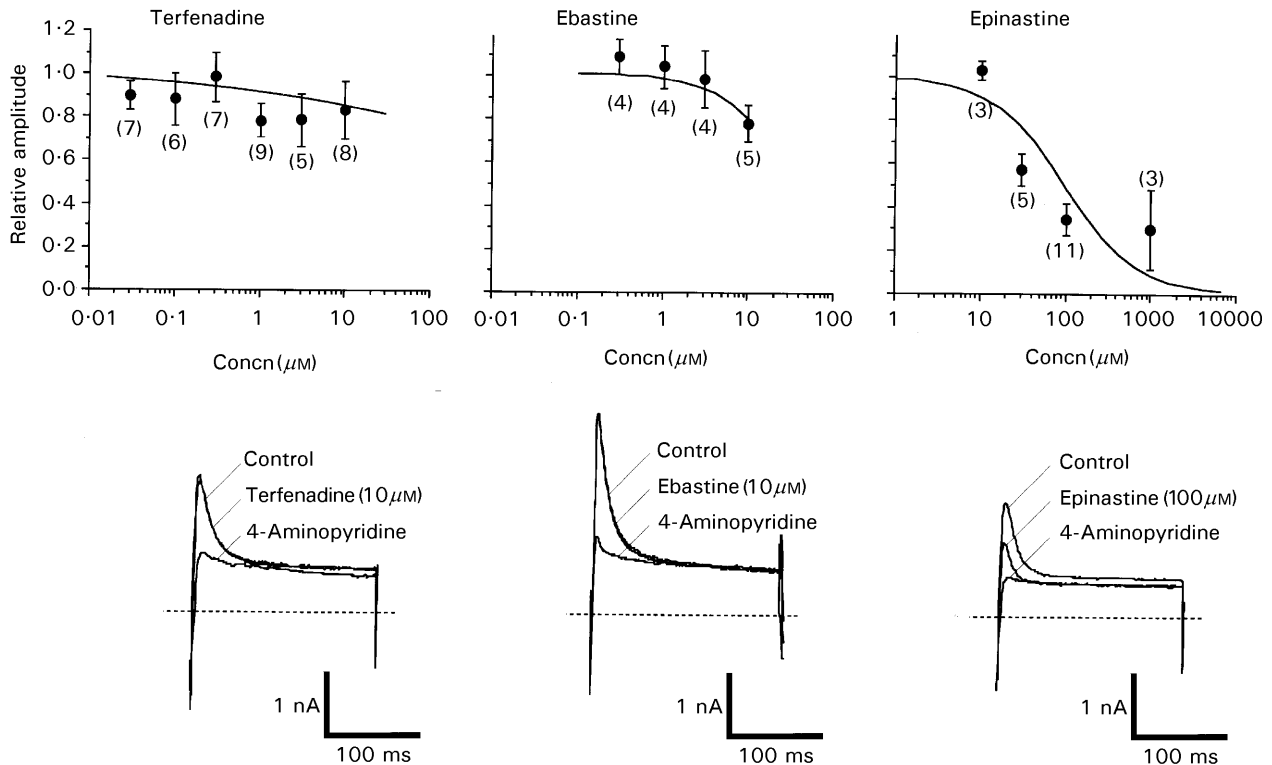 Terfenadine
Ebastine
Epinastine
Relative amplitude
1·2
1·0
0·8
0·6
0·4
0·2
0·0
(7)
(6)
(7)
(9)
(5)
(8)
(4)
(4)
(4)
(5)
(3)
(5)
(11)
(3)
0·01 0·1 1 10 100
0·01 0·1 1 10 100
1 10 100 1000 10000
Concn (μM)
Concn (μM)
Concn (μM)
Control
Terfenadine (10 μM)
4-Aminopyridine
1 nA
100 ms
Control
Ebastine (10 μM)
4-Aminopyridine
1 nA
100 ms
Control
Epinastine (100 μM)
4-Aminopyridine
1 nA
100 ms